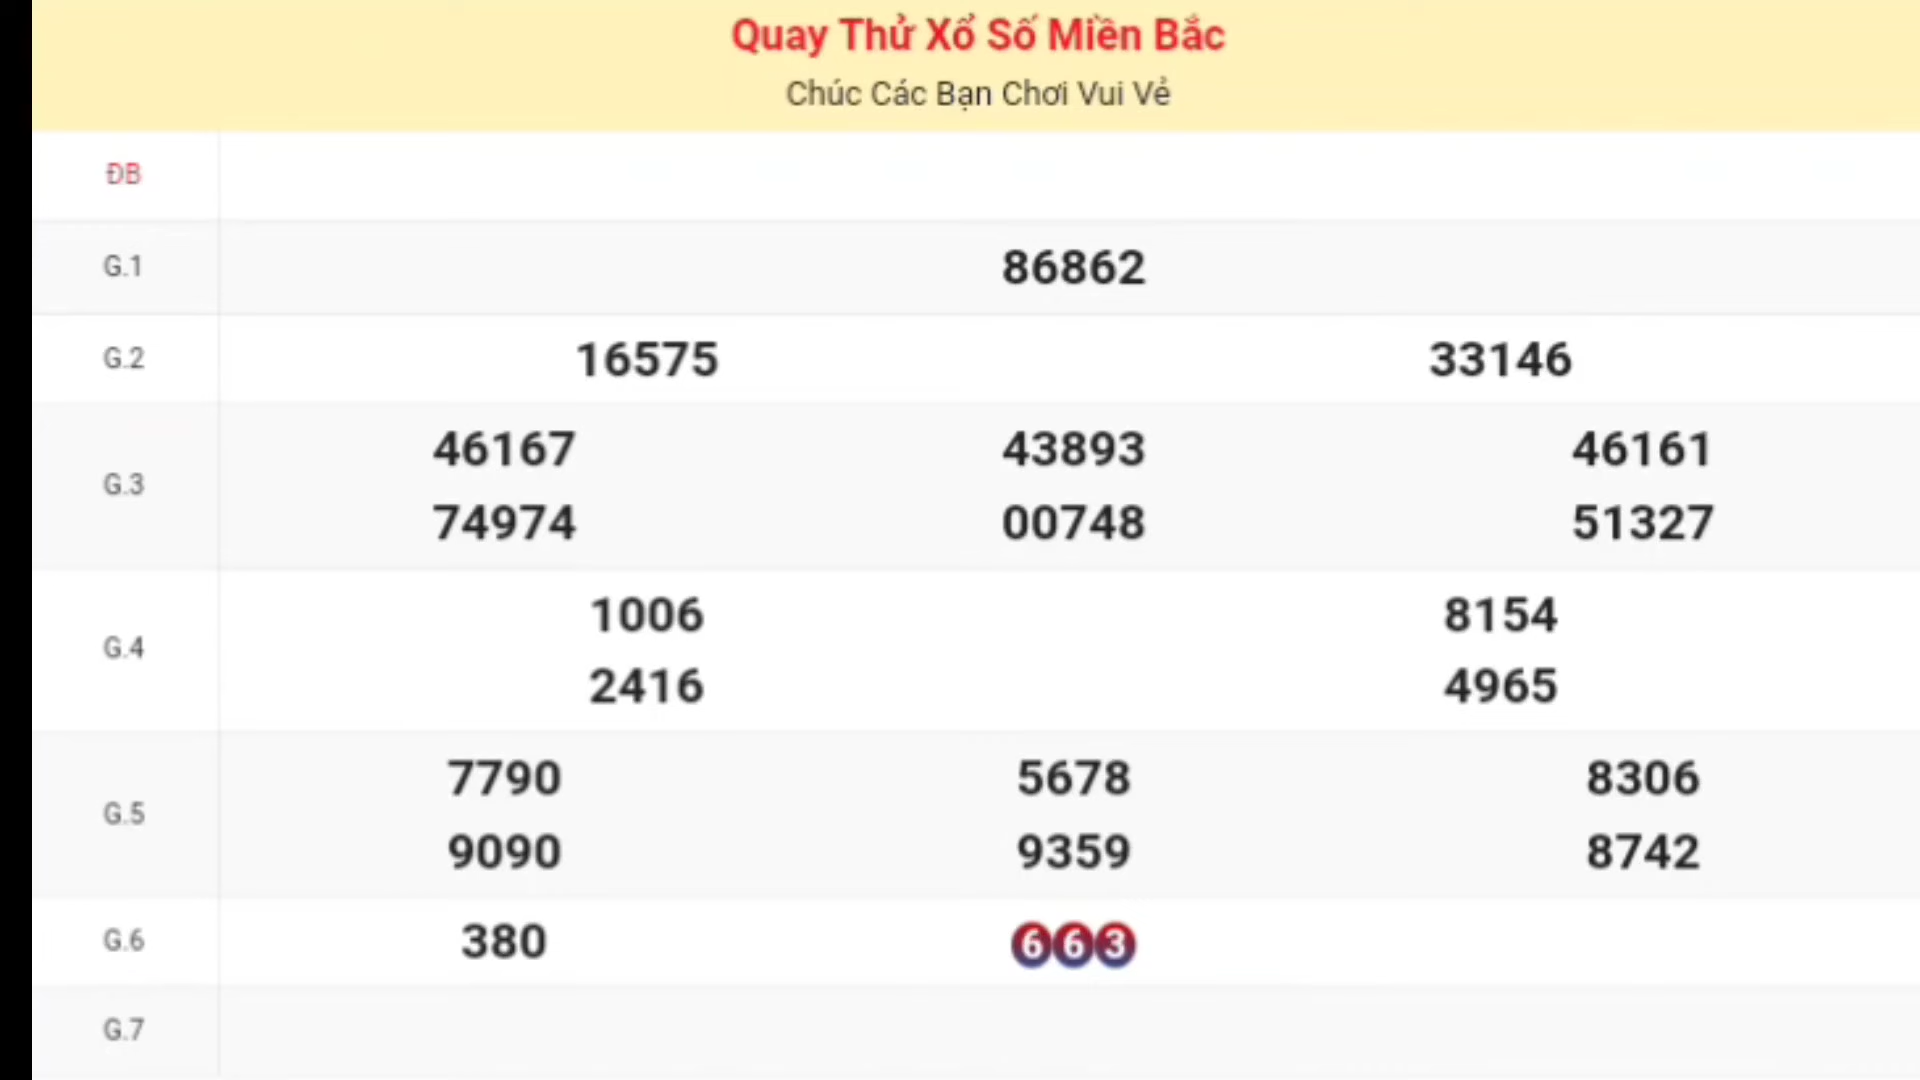 Quay Thử Xổ Số Miền Bắc
Chúc Các Bạn Chơi Vui Vẻ
ĐB
G.1 86862
G.2 16575 33146
G.3
46167 43893 46161
74974 00748 51327
G.4
1006 8154
2416 4965
G.5
7790 5678 8306
9090 9359 8742
G.6 380 663
G.7